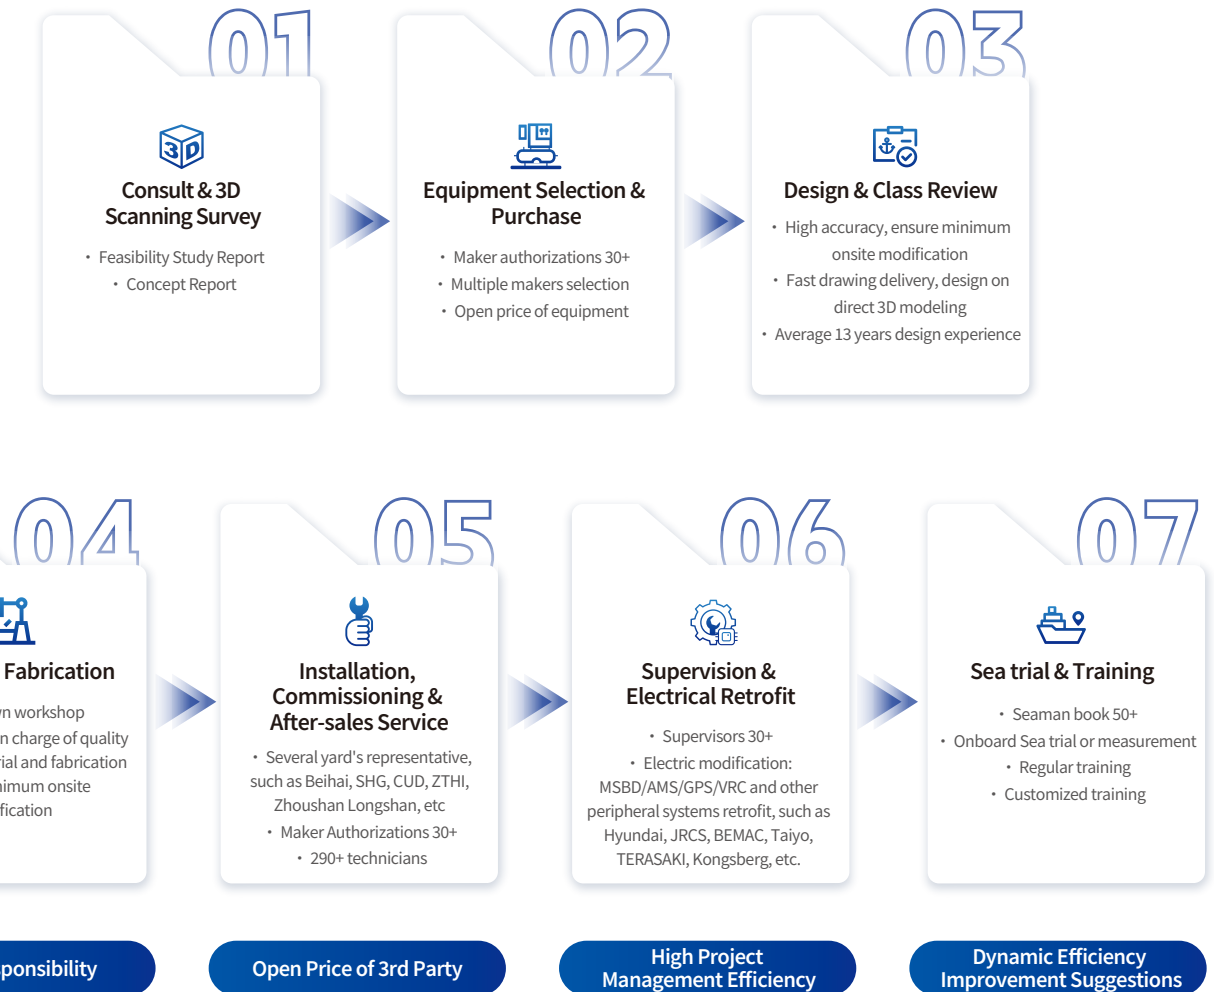 01
3D
Consult & 3D
Scanning Survey
• Feasibility Study Report
• Concept Report
02
Equipment Selection &
Purchase
• Maker authorizations 30+
• Multiple makers selection
• Open price of equipment
03
Design & Class Review
• High accuracy, ensure minimum
onsite modification
• Fast drawing delivery, design on
direct 3D modeling
• Average 13 years design experience
04
Fabrication
workshop
charge of quality
and fabrication
onsite
05
Installation,
Commissioning &
After-sales Service
• Several yard's representative,
such as Beihai, SHG, CUD, ZTHI,
Zhoushan Longshan, etc
• Maker Authorizations 30+
• 290+ technicians
06
Supervision &
Electrical Retrofit
• Supervisors 30+
• Electric modification:
MSBD/AMS/GPS/VRC and other
peripheral systems retrofit, such as
Hyundai, JRCS, BEMAC, Taiyo,
TERASAKI, Kongsberg, etc.
07
Sea trial & Training
• Seaman book 50+
• Onboard Sea trial or measurement
• Regular training
• Customized training
Open Price of 3rd Party
High Project
Management Efficiency
Dynamic Efficiency
Improvement Suggestions